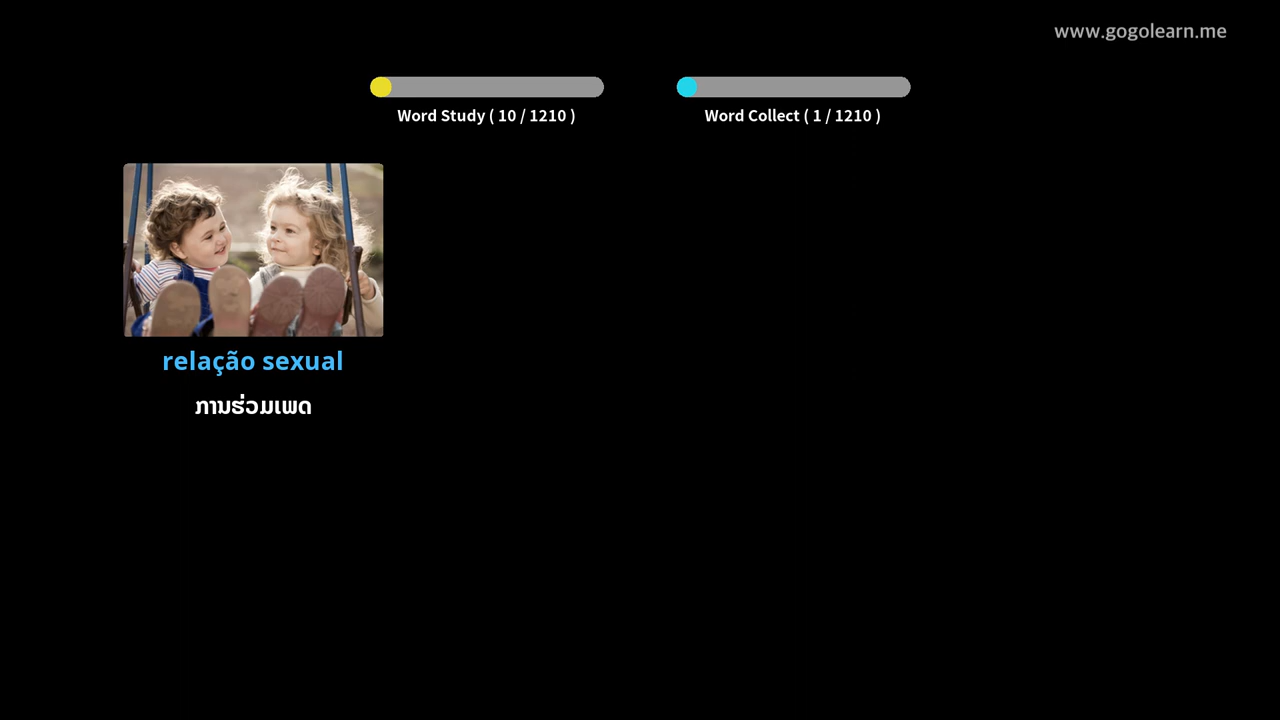 www.gogolearn.me
Word Study ( 10 / 1210 )
Word Collect ( 1 / 1210 )
relação sexual
ການຮ່ວມເພດ